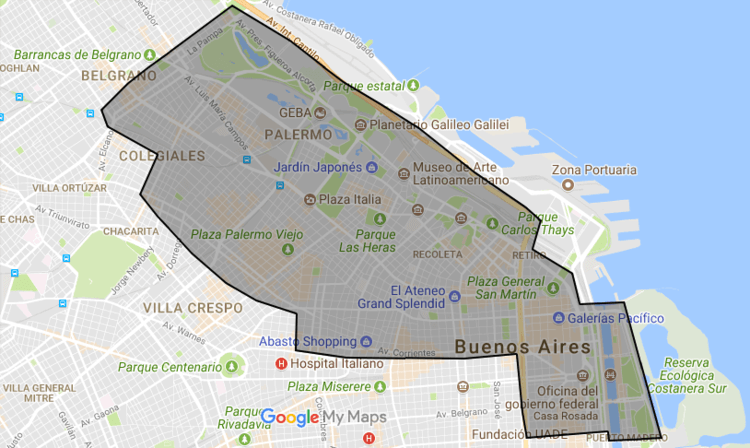 Av. Costanera Rafael Obligado
Av. Int. Cantilo
La Pampa
Av. Pres. Figueroa Alcorta
Barrancas de Belgrano
OGHLAN
BELGRANO
Av. Luis María Campos
Parque estatal
GEBA
Planetario Galileo Galilei
PALERMO
Av. Elcano
COLEGIALES
Jardín Japonés
Museo de Arte
Latinoamericano
Zona Portuaria
VILLA ORTÚZAR
Plaza Italia
Av. Triunvirato
E CHAS
CHACARITA
Plaza Palermo Viejo
Parque
Las Heras
Parque
Carlos Thays
Av. Dorrego
Jorge Newbery
RECOLETA
RETIRO
Plaza General
San Martín
El Ateneo
Grand Splendid
VILLA CRESPO
Galerías Pacífico
Av. Warnes
Abasto Shopping
Av. Corrientes
Buenos Aires
Hospital Italiano
Parque Centenario
Reserva
Ecológica
Costanera Sur
VILLA GENERAL
MITRE
Plaza Miserere
Oficina del
gobierno federal
Casa Rosada
Av. Gaona
Av. Belgrano
San José
Parque
Rivadavia
Google My Maps
Fundación UADE
PUERTO MADERO